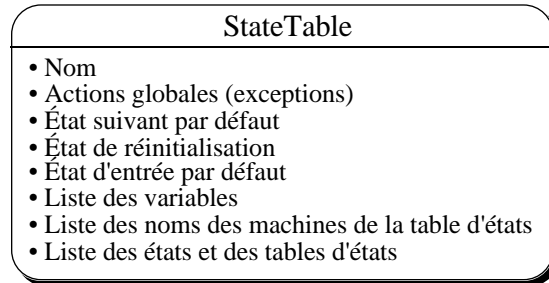 StateTable
• Nom
• Actions globales (exceptions)
• État suivant par défaut
• État de réinitialisation
• État d'entrée par défaut
• Liste des variables
• Liste des noms des machines de la table d'états
• Liste des états et des tables d'états